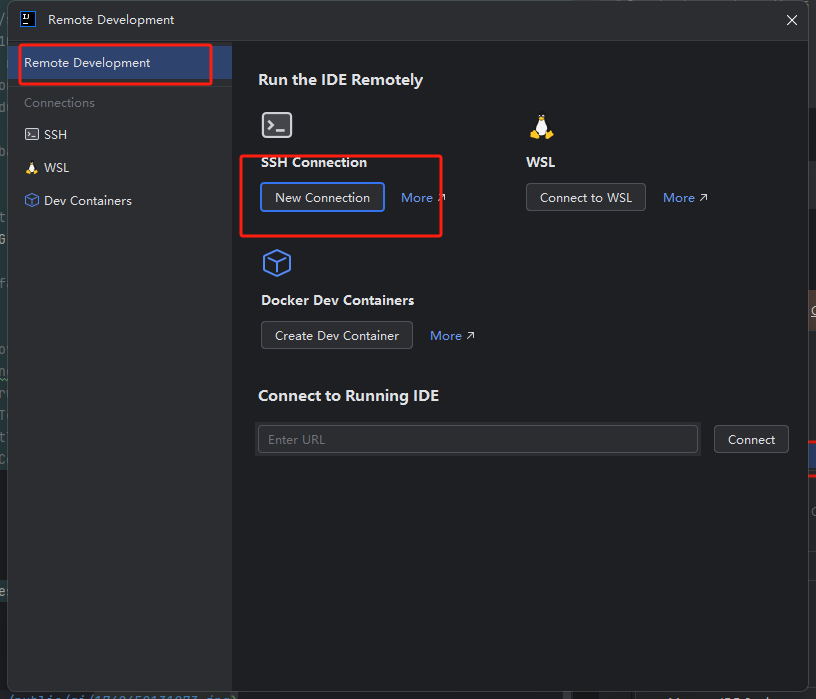 Remote Development
Remote Development
Connections
SSH
WSL
Dev Containers
Run the IDE Remotely
SSH Connection
New Connection
More
WSL
Connect to WSL
More
Docker Dev Containers
Create Dev Container
More
Connect to Running IDE
Enter URL
Connect